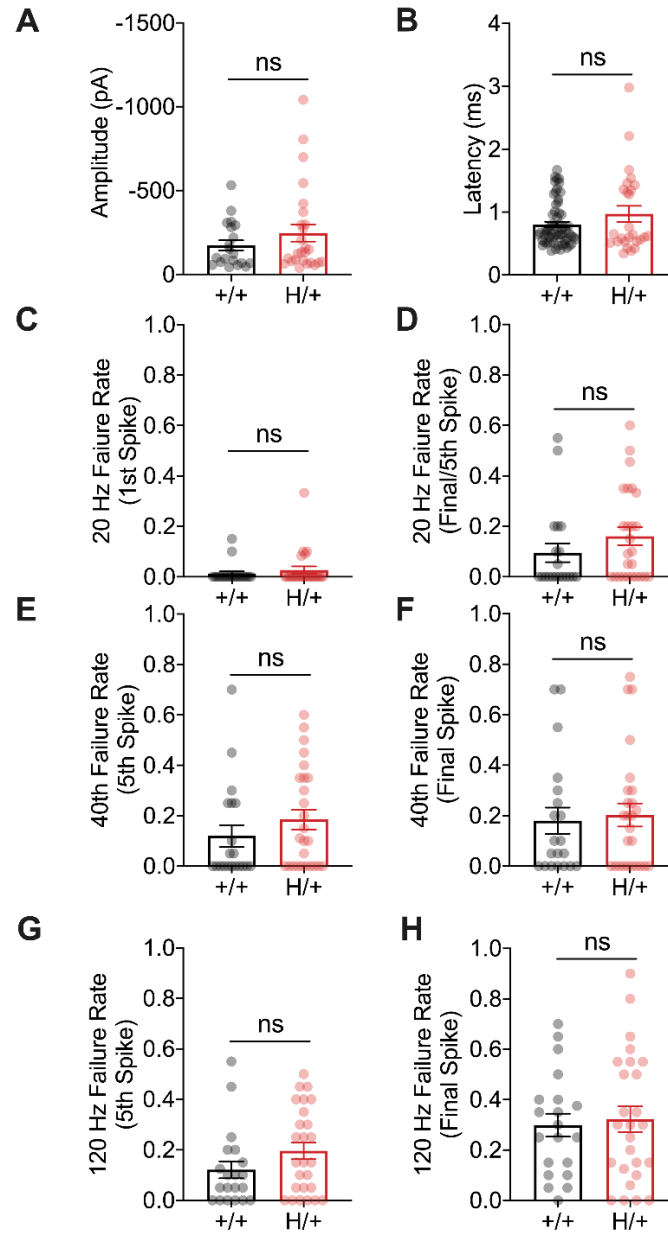 A
Amplitude (pA)
-1500
-1000
-500
0
ns
+/+
H/+
B
Latency (ms)
4
3
2
1
0
ns
+/+
H/+
C
20 Hz Faiure Rate
(1st Spike)
1.0
0.8
0.6
0.4
0.2
0.0
ns
+/+
H/+
D
20 Hz Failure Rate
(Final/5th Spike)
1.0
0.8
0.6
0.4
0.2
0.0
ns
+/+
H/+
E
40th Failure Rate
(5th Spike)
1.0
0.8
0.6
0.4
0.2
0.0
ns
+/+
H/+
F
40th Failure Rate
(Final Spike)
1.0
0.8
0.6
0.4
0.2
0.0
ns
+/+
H/+
G
120 Hz Failure Rate
(5th Spike)
1.0
0.8
0.6
0.4
0.2
0.0
ns
+/+
H/+
H
120 Hz Failure Rate
(Final Spike)
1.0
0.8
0.6
0.4
0.2
0.0
ns
+/+
H/+